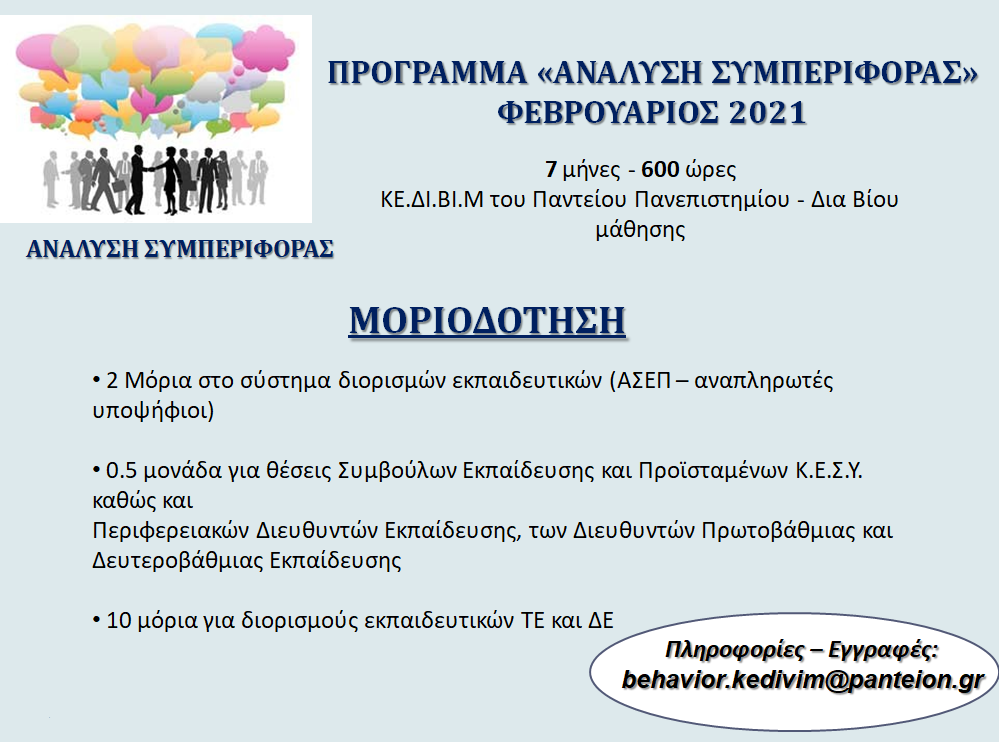 ΠΡΟΓΡΑΜΜΑ «ΑΝΑΛΥΣΗ ΣΥΜΠΕΡΙΦΟΡΑΣ»
ΦΕΒΡΟΥΑΡΙΟΣ 2021
7 μήνες - 600 ώρες
ΚΕ.ΔΙ.ΒΙ.Μ του Παντείου Πανεπιστημίου - Δια Βίου
μάθησης
ΑΝΑΛΥΣΗ ΣΥΜΠΕΡΙΦΟΡΑΣ
ΜΟΡΙΟΔΟΤΗΣΗ
• 2 Μόρια στο σύστημα διορισμών εκπαιδευτικών (ΑΣΕΠ – αναπληρωτές
υποψήφιοι)
• 0.5 μονάδα για θέσεις Συμβούλων Εκπαίδευσης και Προϊσταμένων Κ.Ε.Σ.Υ.
καθώς και
Περιφερειακών Διευθυντών Εκπαίδευσης, των Διευθυντών Πρωτοβάθμιας και
Δευτεροβάθμιας Εκπαίδευσης
• 10 μόρια για διορισμούς εκπαιδευτικών ΤΕ και ΔΕ
Πληροφορίες – Εγγραφές:
behavior.kedivim@panteion.gr